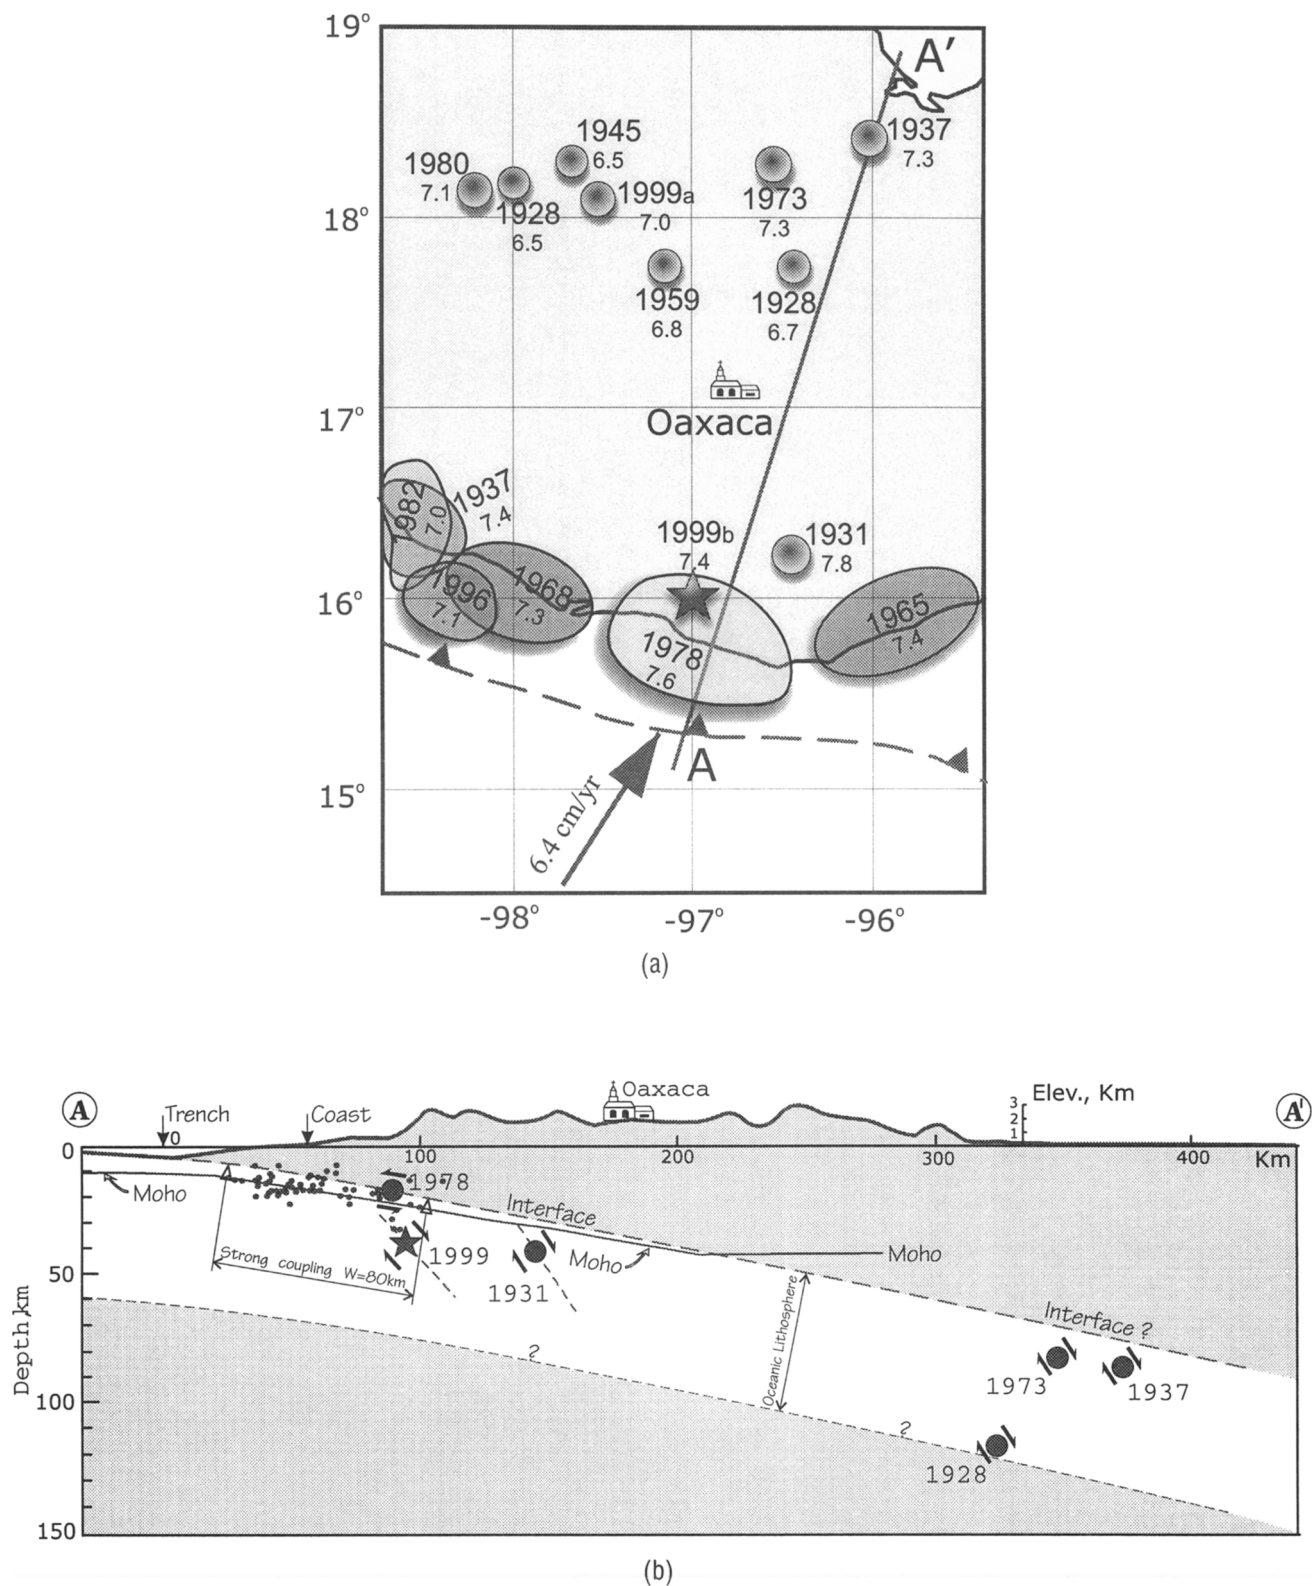 19°
A′
1945
6.5
1937
7.3
1980
7.1
1999a
7.0
1928
6.5
1973
7.3
18°
1959
6.8
1928
6.7
17°
Oaxaca
1982
7.0
1937
7.4
1999b
7.4
1931
7.8
1996
7.1
1968
7.3
16°
1965
7.4
1978
7.6
A
6.4 cm/yr
15°
-98°
-97°
-96°
(a)
A
Trench
Coast
Oaxaca
Elev., Km
3
2
1
A'
0
0
100
200
300
400
Km
Moho
1978
Interface
Moho
Moho
1999
1931
Strong coupling W=80km
50
Oceanic Lithosphere
Interface ?
?
1973
1937
Depth, km
100
?
1928
150
(b)